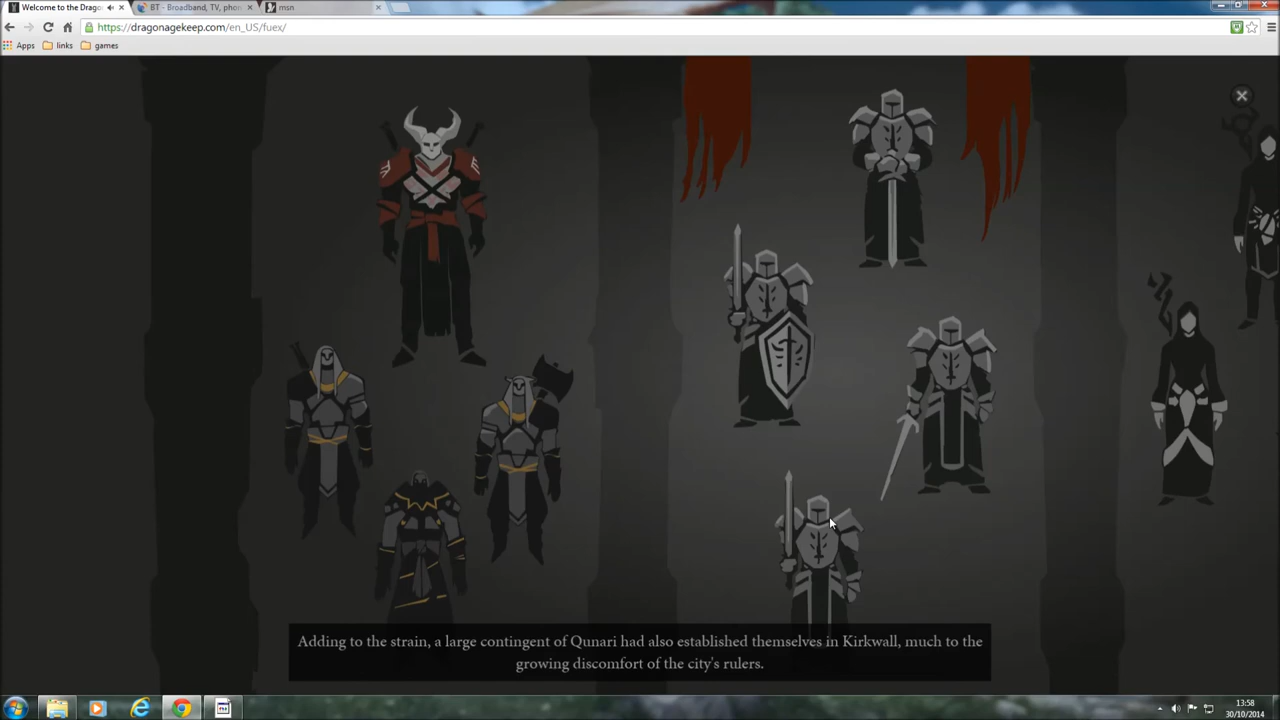 Welcome to the Drago
BT - Broadband, TV, phon
msn
https://dragonagekeep.com/en_US/fuex/
Apps
links
games
Adding to the strain, a large contingent of Qunari had also established themselves in Kirkwall, much to the
growing discomfort of the city's rulers.
13:58
30/10/2014